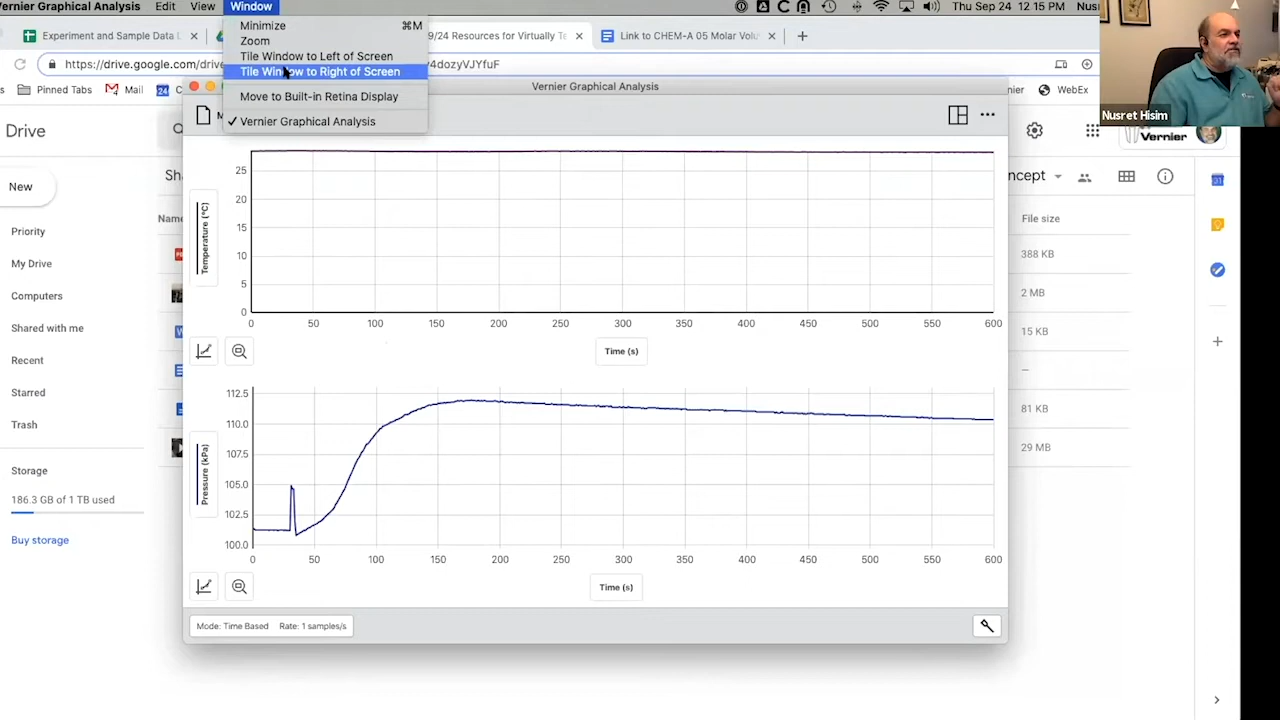 Vernier Graphical Analysis Edit View Window Thu Sep 24 12:15 PM Nus
Minimize ⌘M
Zoom
Tile Window to Left of Screen
Tile Window to Right of Screen
Move to Built-in Retina Display
✓ Vernier Graphical Analysis
Experiment and Sample Data L
9/24 Resources for Virtually Te
Link to CHEM-A 05 Molar Volu
https://drive.google.com/drive
4dozyVJYfuF
Pinned Tabs Mail 24 C
nier WebEx
Nusret Hisim
Vernier Graphical Analysis
Drive
Vernier
New
Priority
My Drive
Computers
Shared with me
Recent
Starred
Trash
Storage
186.3 GB of 1 TB used
Buy storage
Sha
ncept
Name
File size
388 KB
2 MB
15 KB
–
81 KB
29 MB
Temperature (°C)
25
20
15
10
5
0
0 50 100 150 200 250 300 350 400 450 500 550 600
Time (s)
Pressure (kPa)
112.5
110.0
107.5
105.0
102.5
100.0
0 50 100 150 200 250 300 350 400 450 500 550 600
Time (s)
Mode: Time Based Rate: 1 samples/s